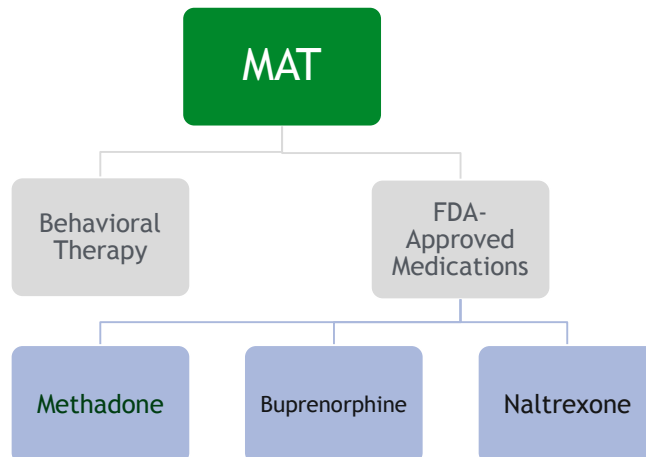 MAT
Behavioral
Therapy
FDA-
Approved
Medications
Methadone
Buprenorphine
Naltrexone